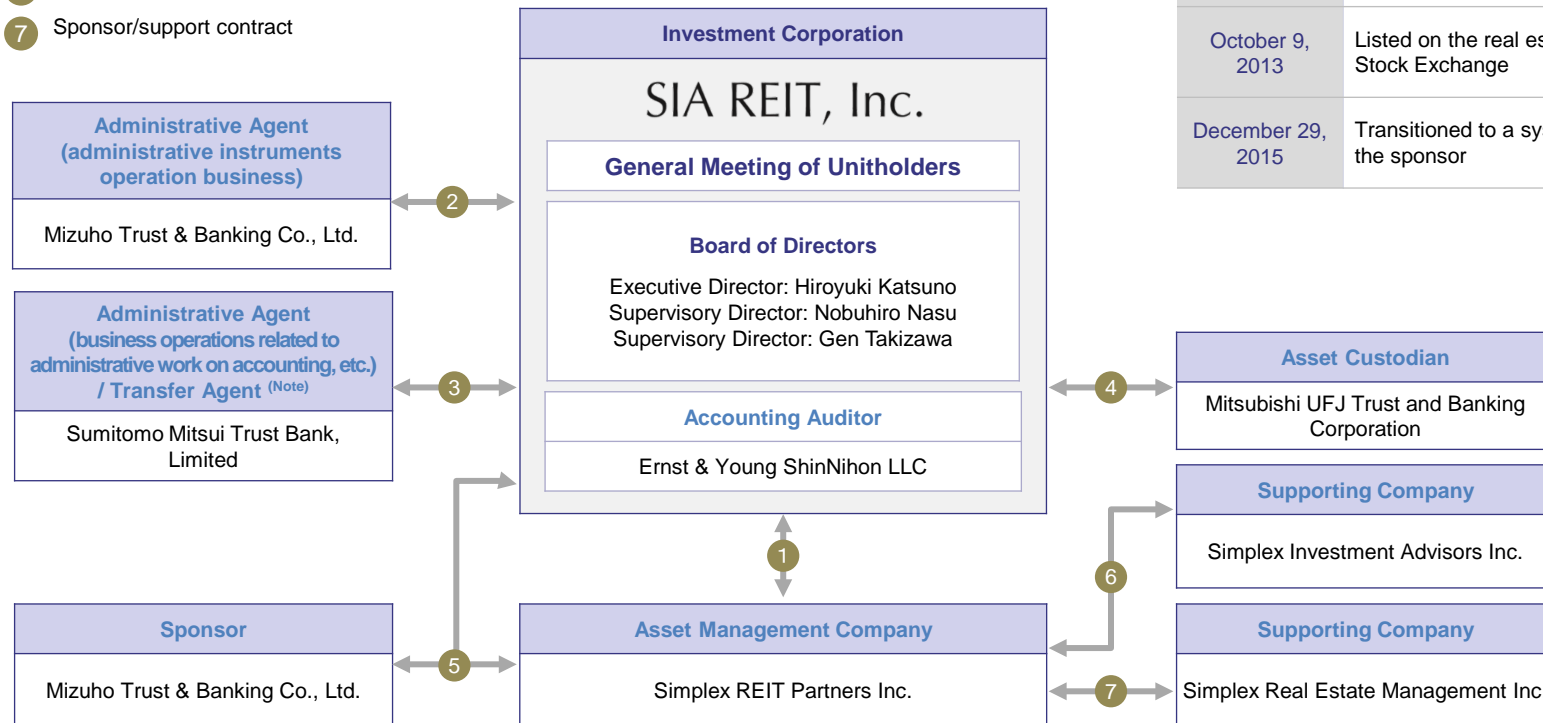 7 Sponsor/support contract
Investment Corporation
SIA REIT, Inc.
General Meeting of Unitholders
Board of Directors
Executive Director: Hiroyuki Katsuno
Supervisory Director: Nobuhiro Nasu
Supervisory Director: Gen Takizawa
Accounting Auditor
Ernst & Young ShinNihon LLC
Administrative Agent
(administrative instruments
operation business)
Mizuho Trust & Banking Co., Ltd.
2
Administrative Agent
(business operations related to
administrative work on accounting, etc.)
/ Transfer Agent (Note)
Sumitomo Mitsui Trust Bank,
Limited
3
October 9,
2013
Listed on the real
Stock Exchange
December 29,
2015
Transitioned to a
the sponsor
4
Asset Custodian
Mitsubishi UFJ Trust and Banking
Corporation
Supporting Company
Simplex Investment Advisors Inc.
1
6
Sponsor
Mizuho Trust & Banking Co., Ltd.
5
Asset Management Company
Simplex REIT Partners Inc.
7
Supporting Company
Simplex Real Estate Management Inc